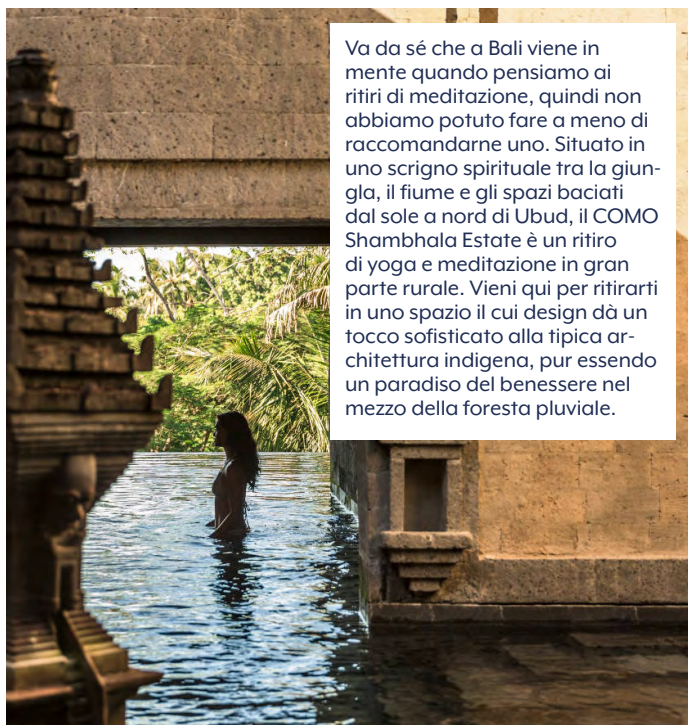 Va da sé che a Bali viene in
mente quando pensiamo ai
ritiri di meditazione, quindi non
abbiamo potuto fare a meno di
raccomandarne uno. Situato in
uno scrigno spirituale tra la giun-
gla, il fiume e gli spazi baciati
dal sole a nord di Ubud, il COMO
Shambhala Estate è un ritiro
di yoga e meditazione in gran
parte rurale. Vieni qui per ritirarti
in uno spazio il cui design dà un
tocco sofisticato alla tipica ar-
chitettura indigena, pur essendo
un paradiso del benessere nel
mezzo della foresta pluviale.